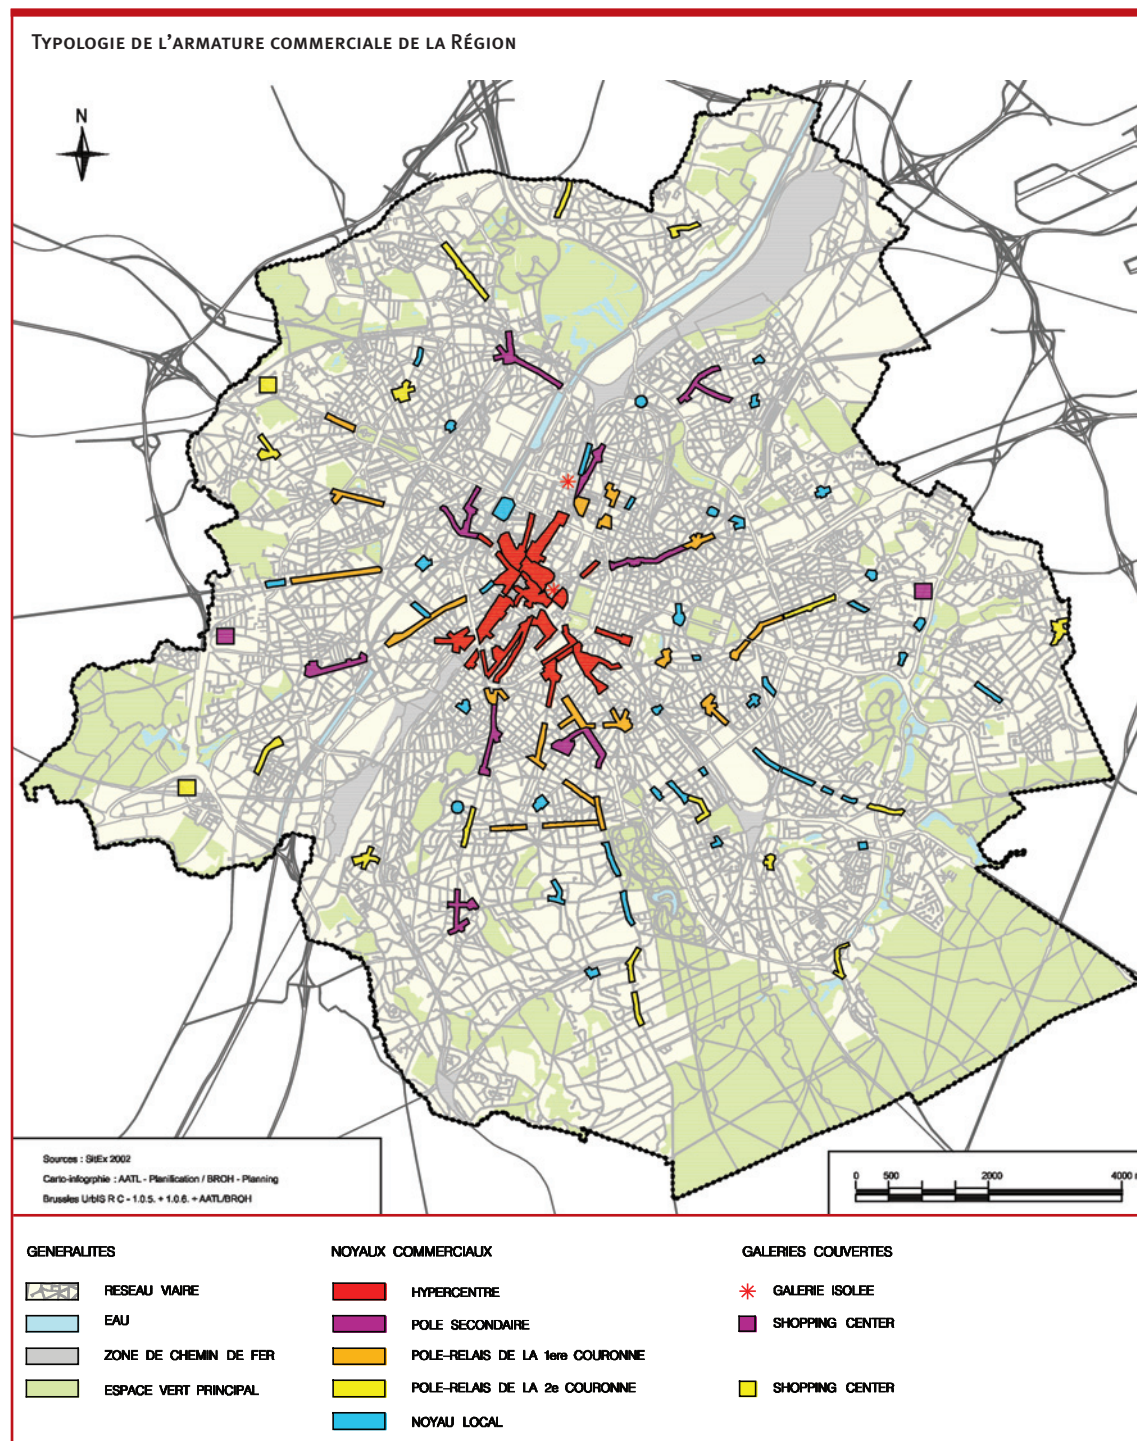 Typologie de l'armature commerciale de la Région
N
Sources : SitEx 2002
Carto-infogrphie : AATL - Planification / BROH - Planning
Brussles UrbIS R C - 1.0.5. + 1.0.6. + AATL/BROH
0 500 2000 4000
GENERALITES
RESEAU VIAIRE
EAU
ZONE DE CHEMIN DE FER
ESPACE VERT PRINCIPAL
NOYAUX COMMERCIAUX
HYPERCENTRE
POLE SECONDAIRE
POLE-RELAIS DE LA 1ere COURONNE
POLE-RELAIS DE LA 2e COURONNE
NOYAU LOCAL
GALERIES COUVERTES
GALERIE ISOLEE
SHOPPING CENTER
SHOPPING CENTER